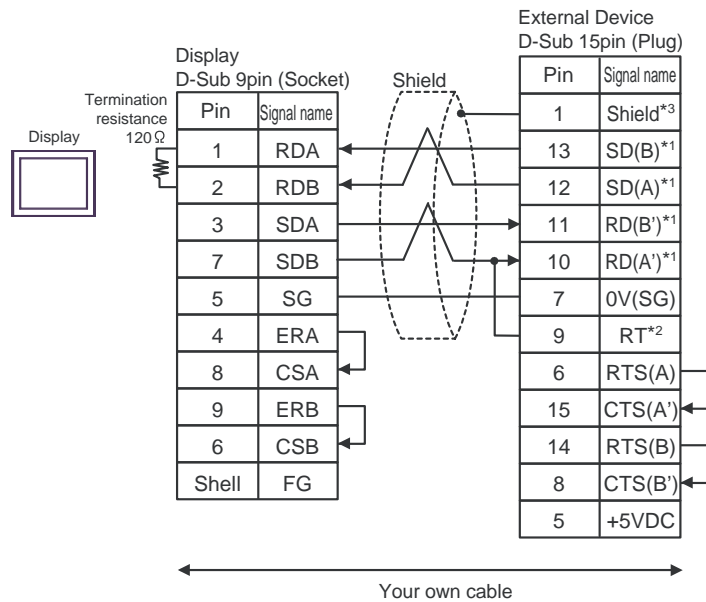 External Device
D-Sub 15pin (Plug)
Display
D-Sub 9pin (Socket)
Shield
Termination
resistance
120Ω
Display
Pin Signal name
1 RDA
2 RDB
3 SDA
7 SDB
5 SG
4 ERA
8 CSA
9 ERB
6 CSB
Shell FG
Pin Signal name
1 Shield*3
13 SD(B)*1
12 SD(A)*1
11 RD(B')*1
10 RD(A')*1
7 0V(SG)
9 RT*2
6 RTS(A)
15 CTS(A')
14 RTS(B)
8 CTS(B')
5 +5VDC
Your own cable